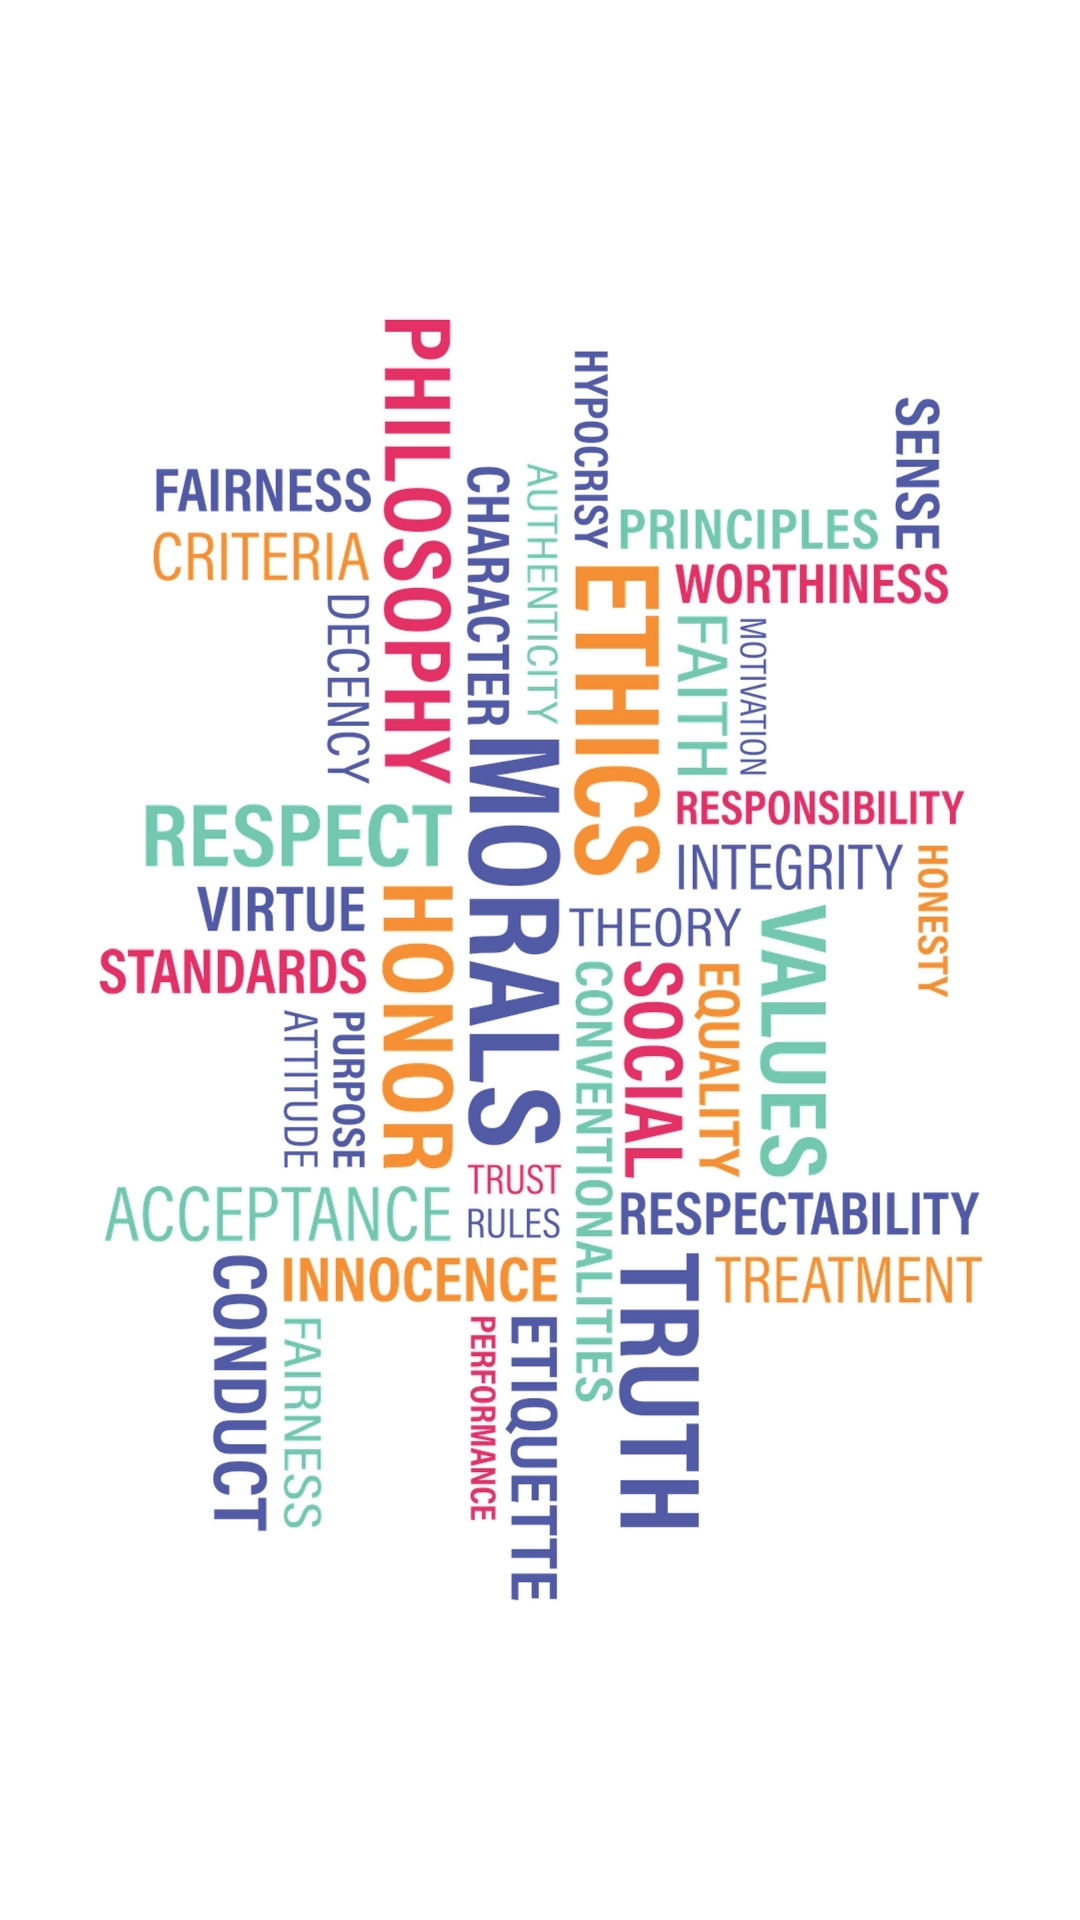 PHILOSOPHY
HYPOCRISY
SENSE
FAIRNESS
CHARACTER
AUTHENTICITY
PRINCIPLES
CRITERIA
ETHICS
WORTHINESS
DECENCY
FAITH
MOTIVATION
MORALS
RESPECT
RESPONSIBILITY
INTEGRITY
HONESTY
VIRTUE
HONOR
THEORY
VALUES
STANDARDS
CONVENTIONALITIES
SOCIAL
EQUALITY
ATTITUDE
PURPOSE
TRUST
ACCEPTANCE
RULES
RESPECTABILITY
CONDUCT
INNOCENCE
TRUTH
TREATMENT
FAIRNESS
PERFORMANCE
ETIQUETTE